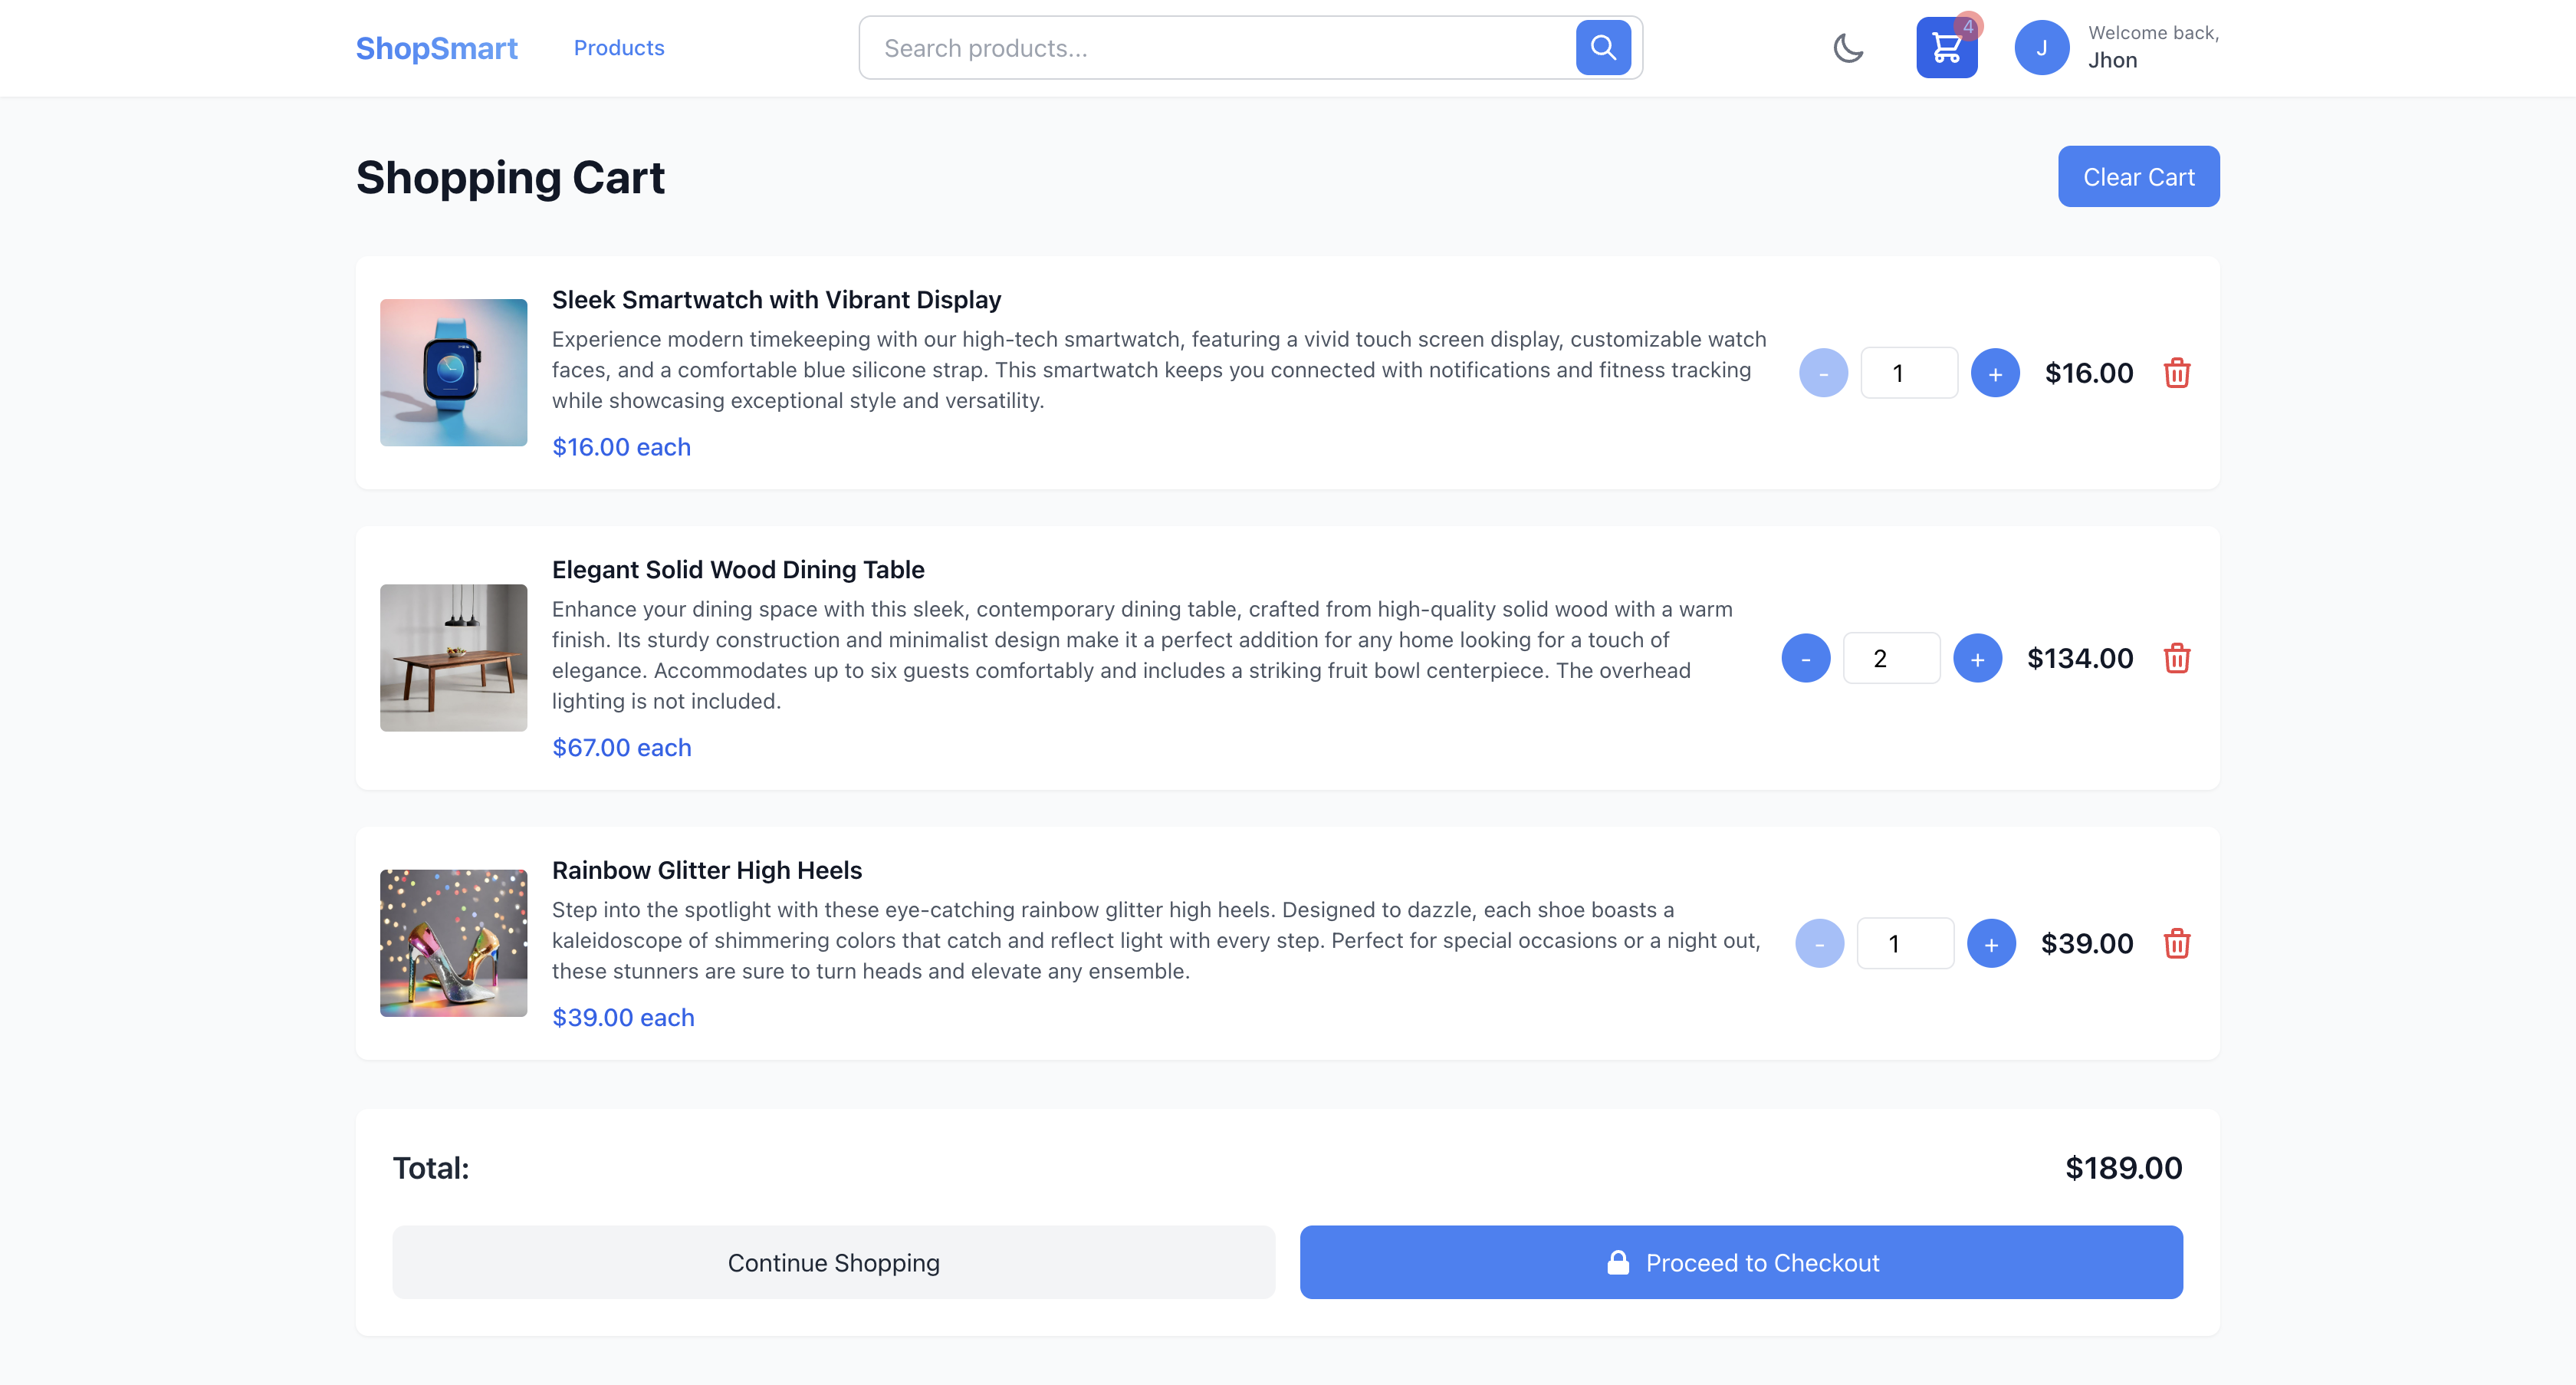 ShopSmart
Products
Search products...
4
J
Welcome back,
Jhon
Shopping Cart
Clear Cart
Sleek Smartwatch with Vibrant Display
Experience modern timekeeping with our high-tech smartwatch, featuring a vivid touch screen display, customizable watch
faces, and a comfortable blue silicone strap. This smartwatch keeps you connected with notifications and fitness tracking
while showcasing exceptional style and versatility.
$16.00 each
- 1 + $16.00
Elegant Solid Wood Dining Table
Enhance your dining space with this sleek, contemporary dining table, crafted from high-quality solid wood with a warm
finish. Its sturdy construction and minimalist design make it a perfect addition for any home looking for a touch of
elegance. Accommodates up to six guests comfortably and includes a striking fruit bowl centerpiece. The overhead
lighting is not included.
$67.00 each
- 2 + $134.00
Rainbow Glitter High Heels
Step into the spotlight with these eye-catching rainbow glitter high heels. Designed to dazzle, each shoe boasts a
kaleidoscope of shimmering colors that catch and reflect light with every step. Perfect for special occasions or a night out,
these stunners are sure to turn heads and elevate any ensemble.
$39.00 each
- 1 + $39.00
Total: $189.00
Continue Shopping
Proceed to Checkout